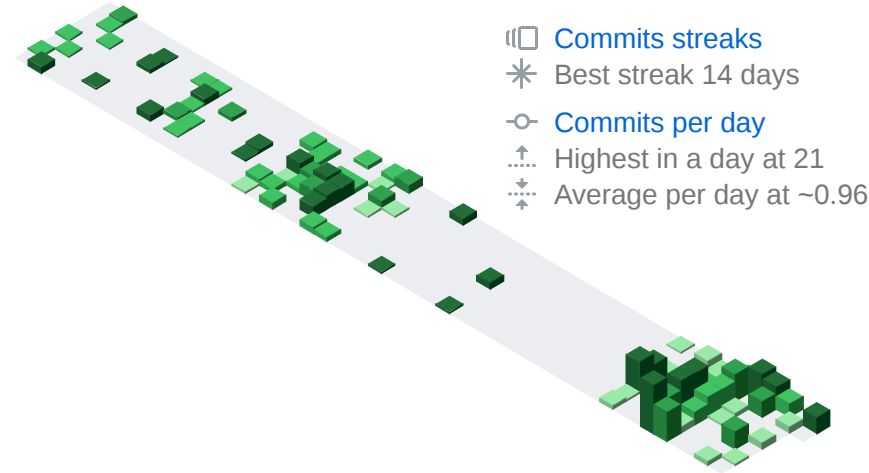 Commits streaks
Best streak 14 days
Commits per day
Highest in a day at 21
Average per day at ~0.96